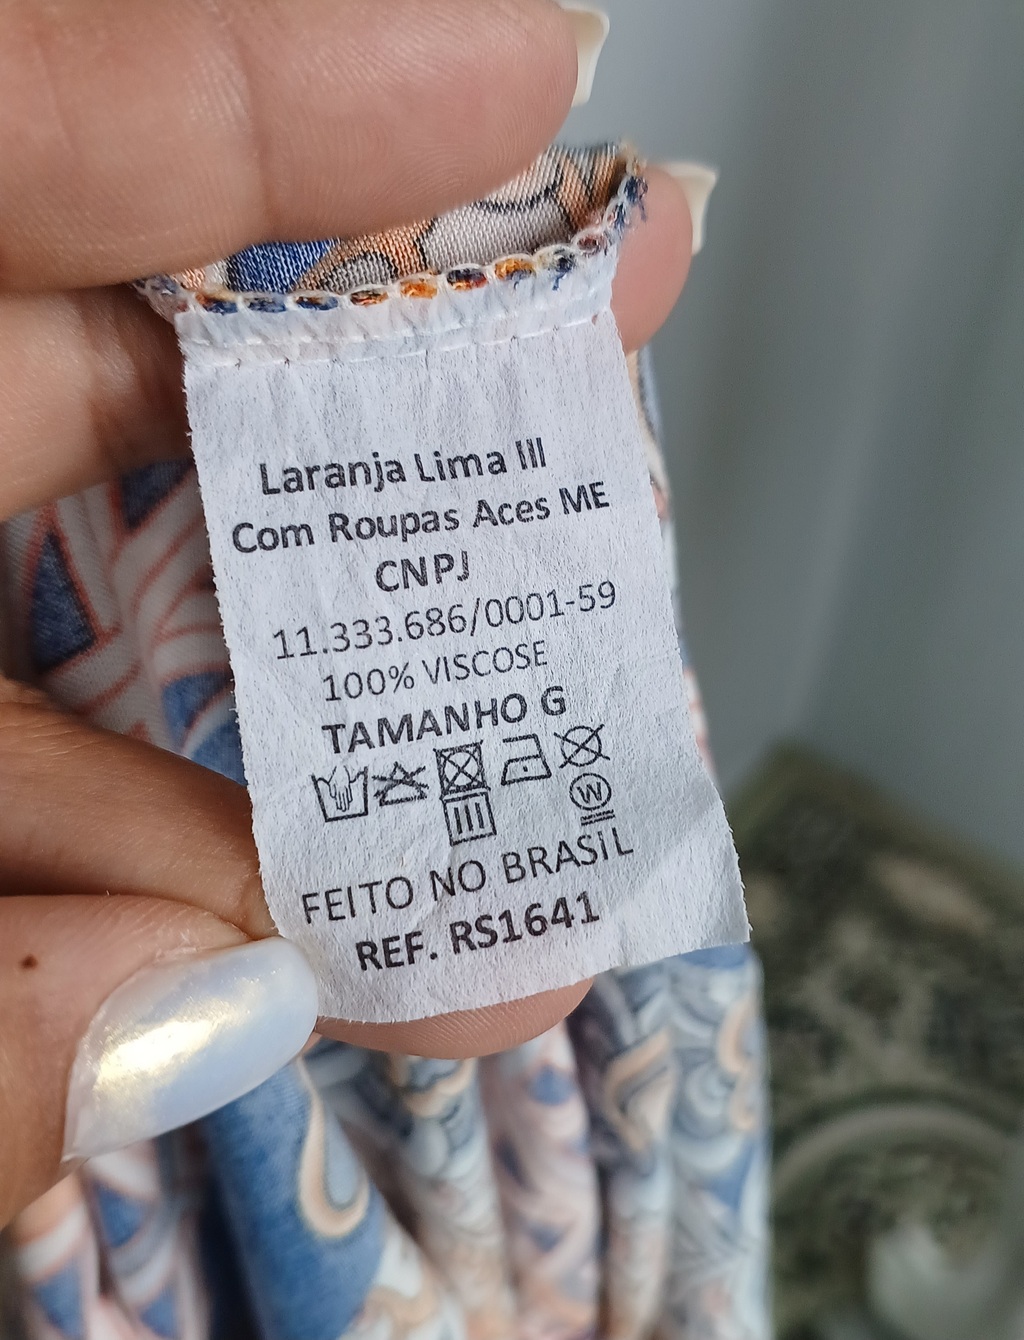 Laranja Lima III
Com Roupas Aces ME
CNPJ
11.333.686/0001-59
100% VISCOSE
TAMANHO G
W
FEITO NO BRASIL
REF. RS1641